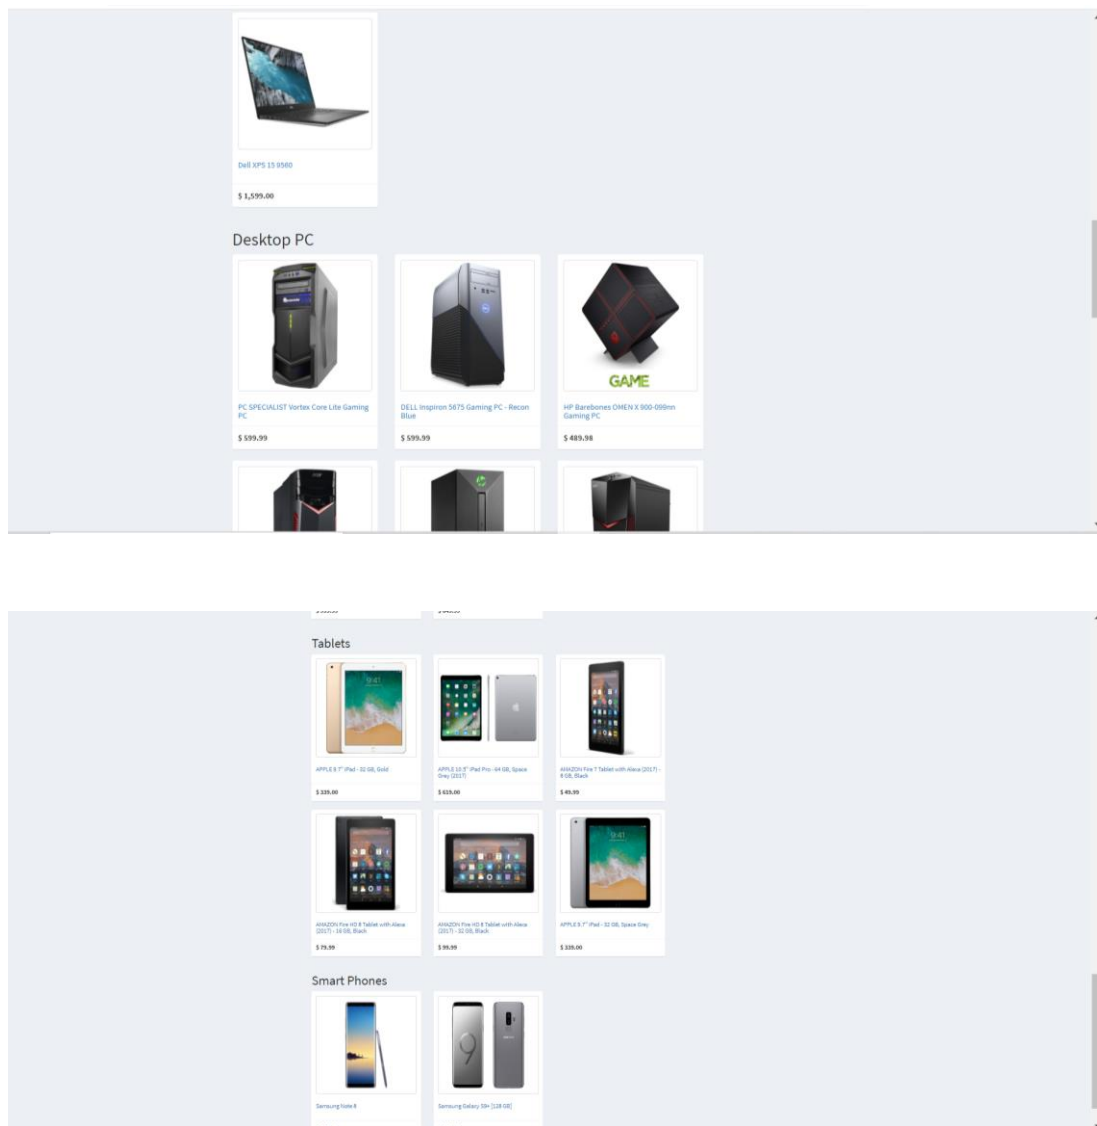 Dell XPS 15 9560
$ 1,599.00
Desktop PC
GAME
PC SPECIALIST Vortex Core Lite Gaming
PC
DELL Inspiron 5675 Gaming PC - Recon
Blue
HP Barebones OMEN X 900-099nn
Gaming PC
$ 599.99
$ 599.99
$ 489.98
Tablets
9:41
9:41
APPLE 9.7" iPad - 32 GB, Gold
APPLE 10.5" iPad Pro - 64 GB, Space
Grey (2017)
AMAZON Fire 7 Tablet with Alexa (2017) -
8 GB, Black
$ 339.00
$ 619.00
$ 49.99
AMAZON Fire HD 8 Tablet with Alexa
(2017) - 16 GB, Black
AMAZON Fire HD 8 Tablet with Alexa
(2017) - 32 GB, Black
APPLE 9.7" iPad - 32 GB, Space Grey
$ 79.99
$ 99.99
$ 339.00
Smart Phones
9
Samsung Note 8
Samsung Galaxy S9+ [128 GB]